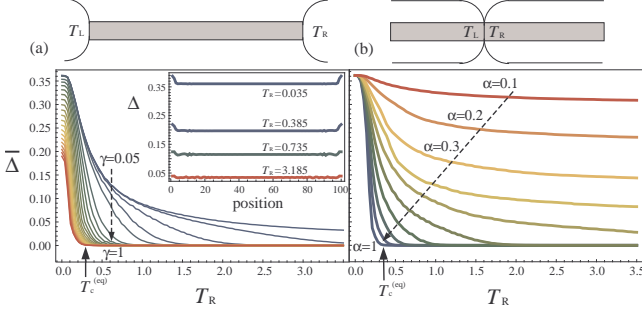 T_L T_R T_L T_R
(a) (b)
0.35
0.30
0.25
0.20
0.15
0.10
0.05
0.00
Δ̅
γ=0.05
γ=1
Δ
0.35
0.25
0.15
0.05
T_R=0.035
T_R=0.385
T_R=0.735
T_R=3.185
0 20 40 60 80 100
position
α=0.1
α=0.2
α=0.3
α=1
0.0 0.5 1.0 1.5 2.0 2.5 3.0
0.0 0.5 1.0 1.5 2.0 2.5 3.0 3.5
T_c^(eq) T_R T_c^(eq) T_R